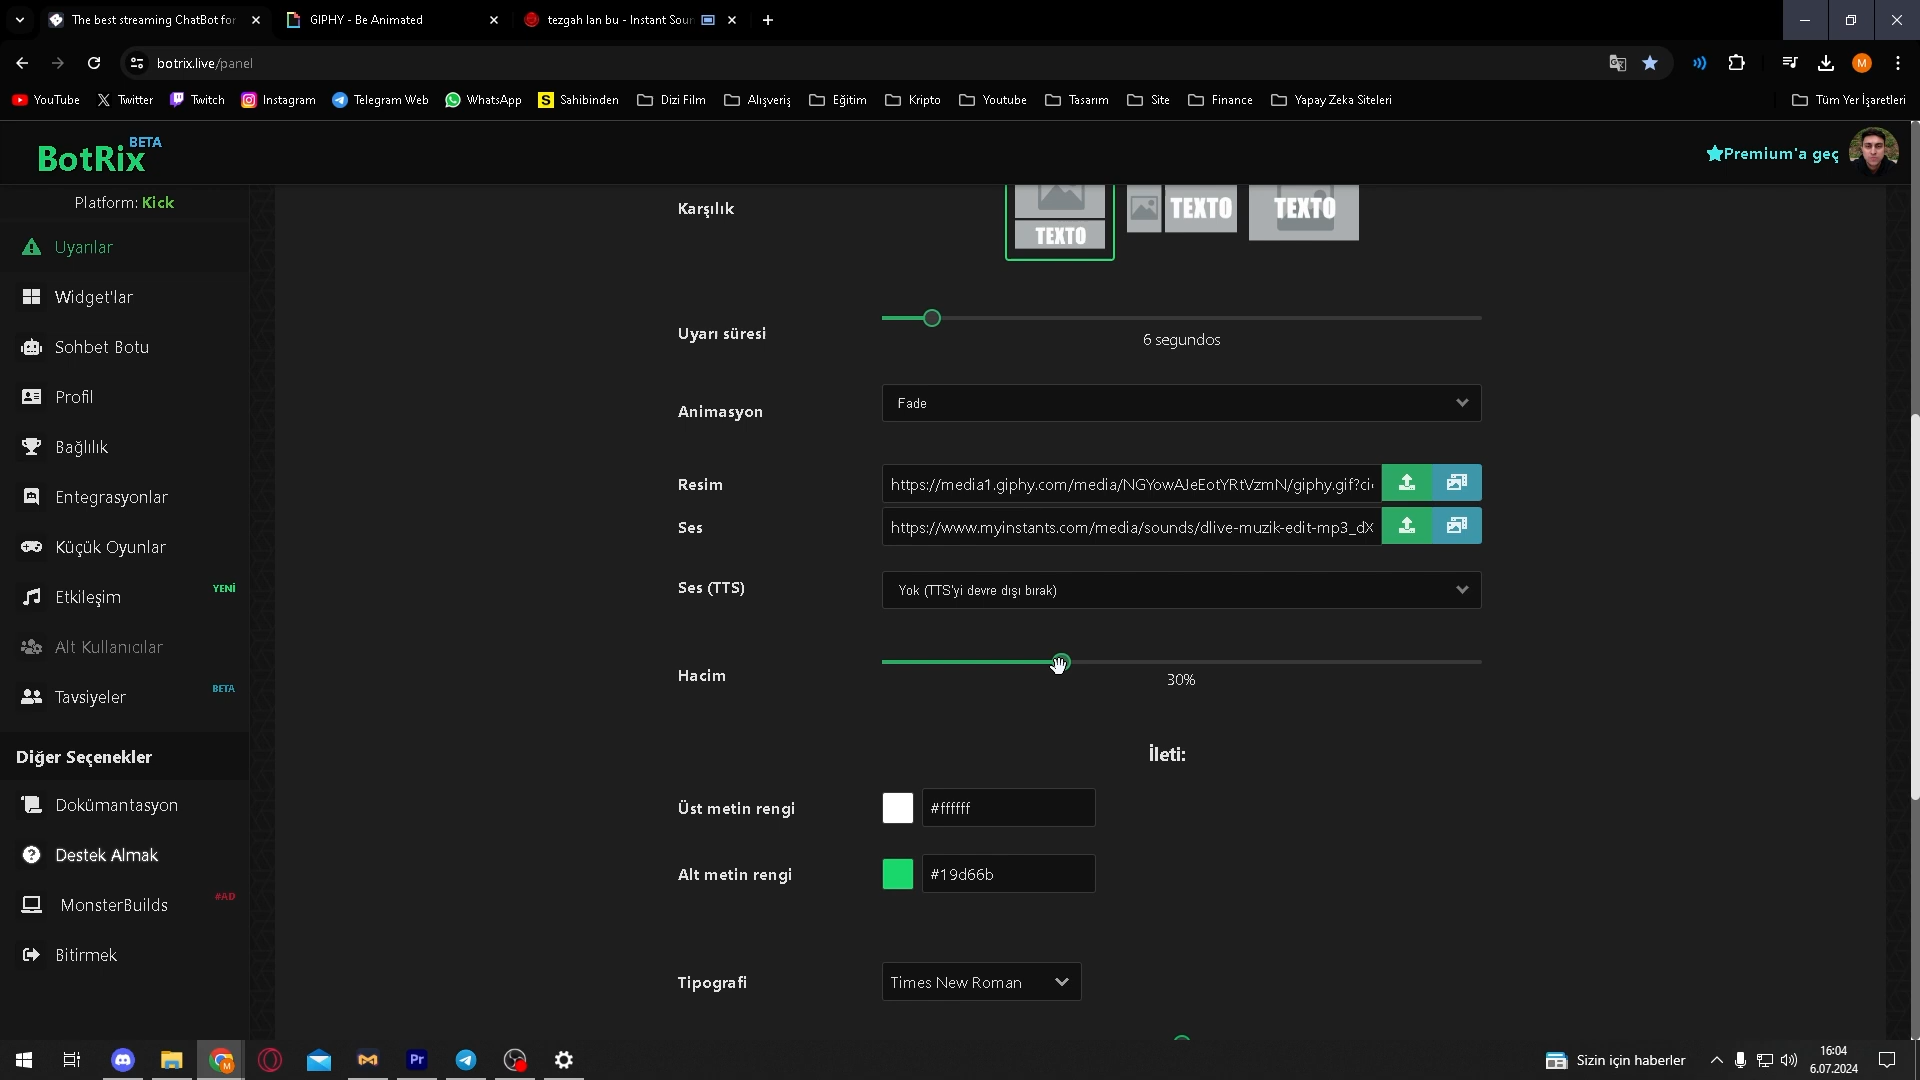 The best streaming ChatBot for
GIPHY - Be Animated
tezgah lan bu - Instant Soun
botrix.live/panel
M
YouTube
Twitter
Twitch
Instagram
Telegram Web
WhatsApp
Sahibinden
Dizi Film
Alışveriş
Eğitim
Kripto
Youtube
Tasarım
Site
Finance
Yapay Zeka Siteleri
Tüm Yer İşaretleri
BotRix BETA
Premium'a geç
Platform: Kick
Uyarılar
Widget'lar
Sohbet Botu
Profil
Bağlılık
Entegrasyonlar
Küçük Oyunlar
Etkileşim YENİ
Alt Kullanıcılar
Tavsiyeler BETA
Diğer Seçenekler
Dokümantasyon
Destek Almak
MonsterBuilds #AD
Bitirmek
Karşılık
TEXTO
TEXTO
TEXTO
Uyarı süresi
6 segundos
Animasyon
Fade
Resim
https://media1.giphy.com/media/NGYowAJeEotYRtVzmN/giphy.gif?ci
Ses
https://www.myinstants.com/media/sounds/dlive-muzik-edit-mp3_dX
Ses (TTS)
Yok (TTS'yi devre dışı bırak)
Hacim
30%
İleti:
Üst metin rengi
#ffffff
Alt metin rengi
#19d66b
Tipografi
Times New Roman
Pr
Sizin için haberler
16:04
6.07.2024